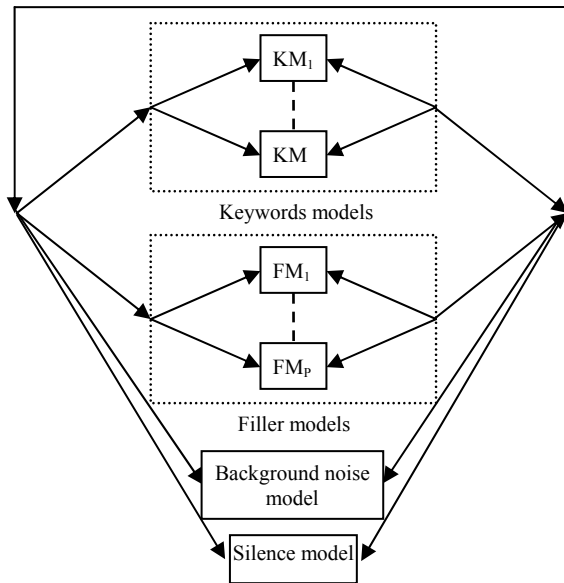 KM₁
KM
Keywords models
FM₁
FMₚ
Filler models
Background noise
model
Silence model